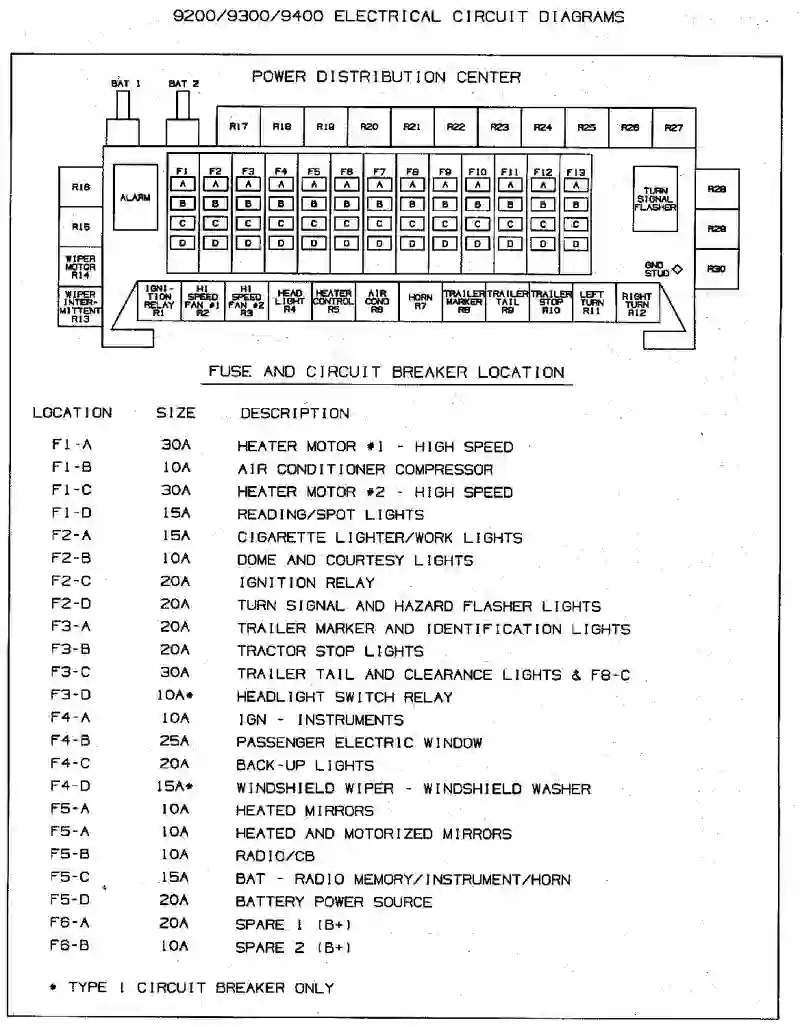 9200/9300/9400 ELECTRICAL CIRCUIT DIAGRAMS
POWER DISTRIBUTION CENTER
BAT 1 BAT 2
R17 R18 R19 R20 R21 R22 R23 R24 R25 R26 R27
F1 F2 F3 F4 F5 F6 F7 F8 F9 F10 F11 F12 F13
A A A A A A A A A A A A A
B B B B B B B B B B B B B
C C C C C C C C C C C C C
D D D D D D D D D D D D D
ALARM
TURN
SIGNAL
FLASHER
R16
R15
WIPER
MOTOR
R14
WIPER
INTER-
MITTENT
R13
R28
R29
R30
GND
STUD
IGNI-
TION
RELAY
R1
HI
SPEED
FAN #1
R2
HI
SPEED
FAN #2
R3
HEAD
LIGHT
R4
HEATER
CONTROL
R5
AIR
COND
R6
HORN
R7
TRAILER
MARKER
R8
TRAILER
TAIL
R9
TRAILER
STOP
R10
LEFT
TURN
R11
RIGHT
TURN
R12
FUSE AND CIRCUIT BREAKER LOCATION
LOCATION SIZE DESCRIPTION
F1-A 30A HEATER MOTOR #1 - HIGH SPEED
F1-B 10A AIR CONDITIONER COMPRESSOR
F1-C 30A HEATER MOTOR #2 - HIGH SPEED
F1-D 15A READING/SPOT LIGHTS
F2-A 15A CIGARETTE LIGHTER/WORK LIGHTS
F2-B 10A DOME AND COURTESY LIGHTS
F2-C 20A IGNITION RELAY
F2-D 20A TURN SIGNAL AND HAZARD FLASHER LIGHTS
F3-A 20A TRAILER MARKER AND IDENTIFICATION LIGHTS
F3-B 20A TRACTOR STOP LIGHTS
F3-C 30A TRAILER TAIL AND CLEARANCE LIGHTS & F8-C
F3-D 10A* HEADLIGHT SWITCH RELAY
F4-A 10A IGN - INSTRUMENTS
F4-B 25A PASSENGER ELECTRIC WINDOW
F4-C 20A BACK-UP LIGHTS
F4-D 15A* WINDSHIELD WIPER - WINDSHIELD WASHER
F5-A 10A HEATED MIRRORS
F5-A 10A HEATED AND MOTORIZED MIRRORS
F5-B 10A RADIO/CB
F5-C 15A BAT - RADIO MEMORY/INSTRUMENT/HORN
F5-D 20A BATTERY POWER SOURCE
F6-A 20A SPARE 1 (B+)
F6-B 10A SPARE 2 (B+)
* TYPE 1 CIRCUIT BREAKER ONLY